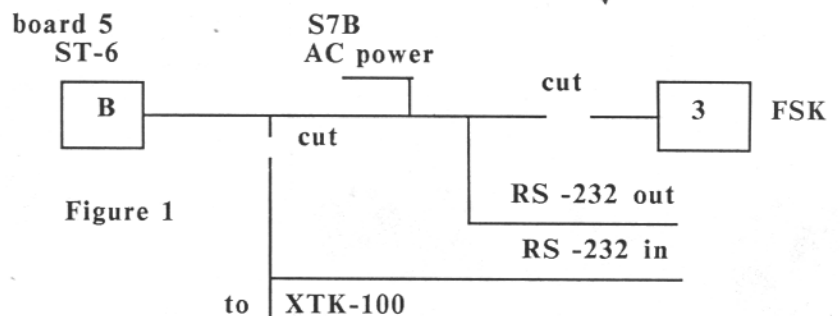 board 5
ST-6
S7B
AC power
B
cut
cut
3
FSK
Figure 1
RS -232 out
RS -232 in
to XTK-100